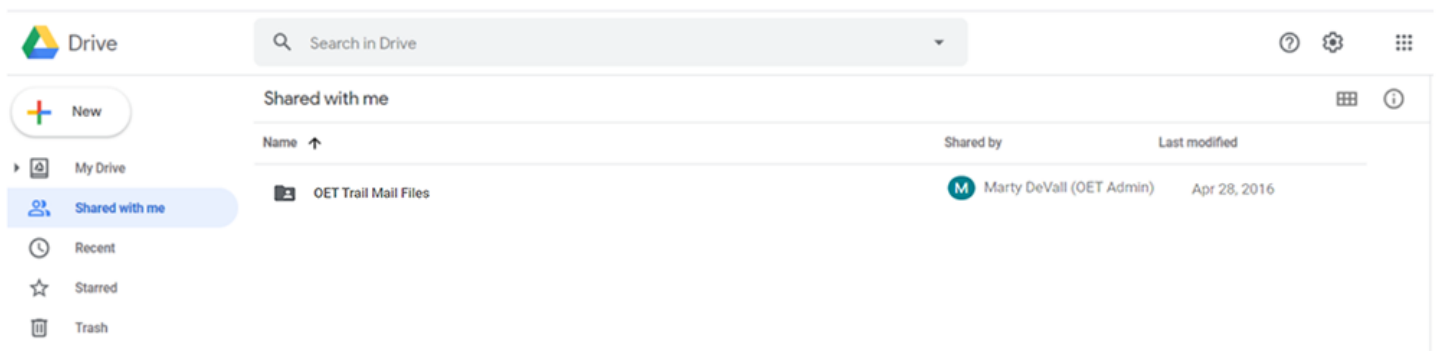 Drive
Search in Drive
New
Shared with me
Name
Shared by
Last modified
My Drive
OET Trail Mail Files
M
Marty DeVall (OET Admin)
Apr 28, 2016
Shared with me
Recent
Starred
Trash